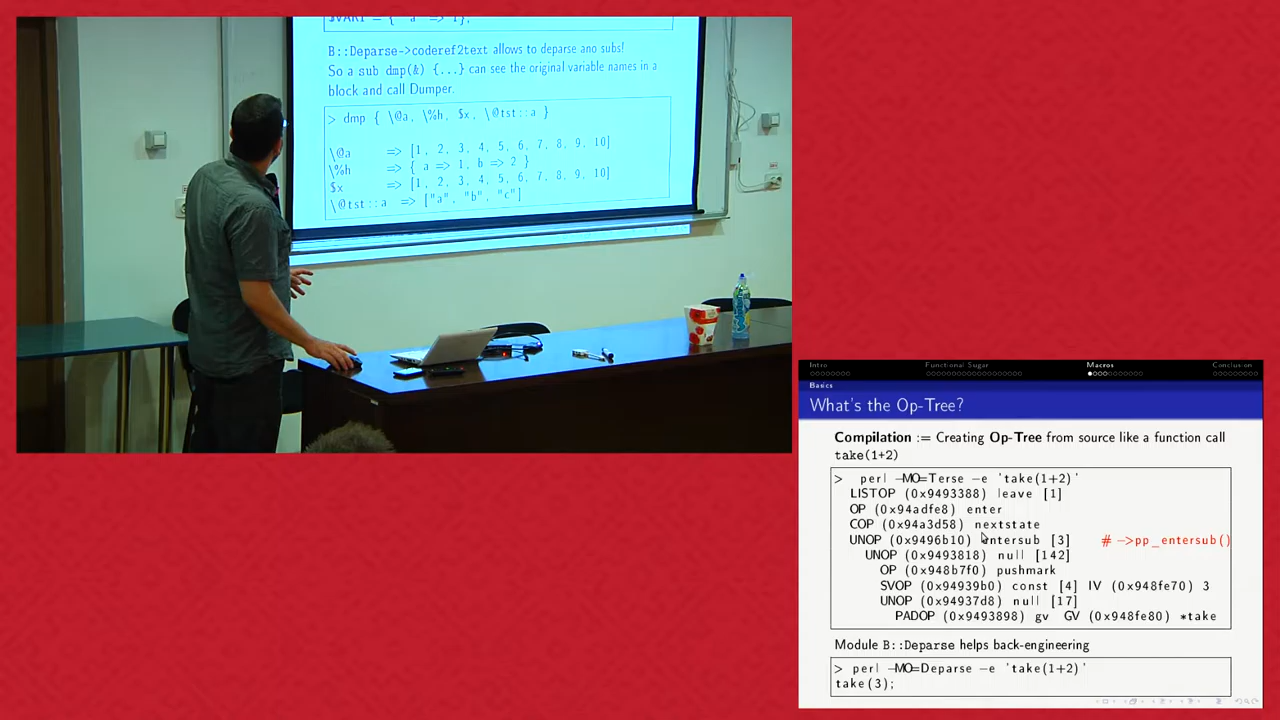 $VAR1 = { 'a' => 1};
B::Deparse->coderef2text allows to deparse ano subs!
So a sub dmp(&) {...} can see the original variable names in a
block and call Dumper.
> dmp { \@a, \%h, $x, \@tst::a }
\@a => [1, 2, 3, 4, 5, 6, 7, 8, 9, 10]
\%h => { a => 1, b => 2 }
$x => [1, 2, 3, 4, 5, 6, 7, 8, 9, 10]
\@tst::a => ["a", "b", "c"]
Intro Functional Sugar Macros Conclusion
Basics
What's the Op-Tree?
Compilation := Creating Op-Tree from source like a function call
take(1+2)
> perl -MO=Terse -e 'take(1+2)'
LISTOP (0x9493388) leave [1]
OP (0x94adfe8) enter
COP (0x94a3d58) nextstate
UNOP (0x9496b10) entersub [3] # ->pp_entersub()
UNOP (0x9493818) null [142]
OP (0x948b7f0) pushmark
SVOP (0x94939b0) const [4] IV (0x948fe70) 3
UNOP (0x94937d8) null [17]
PADOP (0x9493898) gv GV (0x948fe80) *take
Module B::Deparse helps back-engineering
> perl -MO=Deparse -e 'take(1+2)'
take(3);